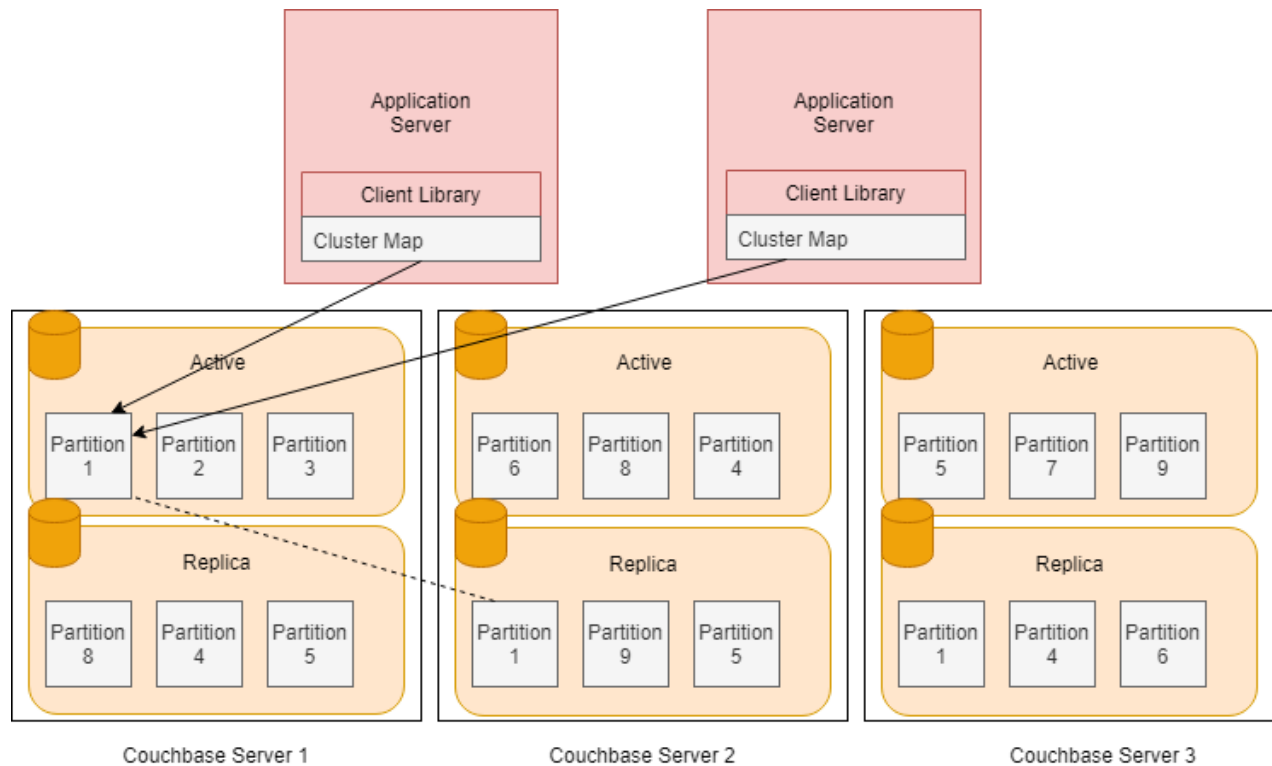 Application
Server
Client Library
Cluster Map
Application
Server
Client Library
Cluster Map
Active
Partition
1
Partition
2
Partition
3
Replica
Partition
8
Partition
4
Partition
5
Couchbase Server 1
Active
Partition
6
Partition
8
Partition
4
Replica
Partition
1
Partition
9
Partition
5
Couchbase Server 2
Active
Partition
5
Partition
7
Partition
9
Replica
Partition
1
Partition
4
Partition
6
Couchbase Server 3